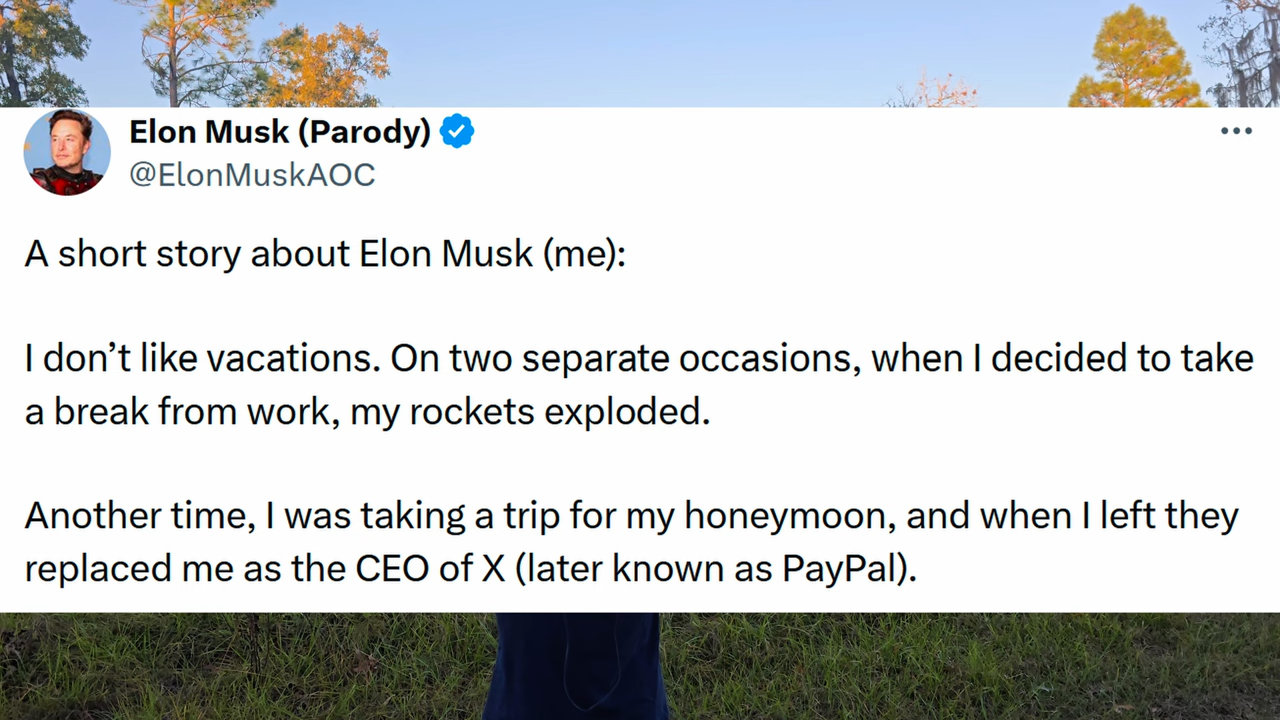 Elon Musk (Parody)
@ElonMuskAOC
A short story about Elon Musk (me):
I don’t like vacations. On two separate occasions, when I decided to take
a break from work, my rockets exploded.
Another time, I was taking a trip for my honeymoon, and when I left they
replaced me as the CEO of X (later known as PayPal).